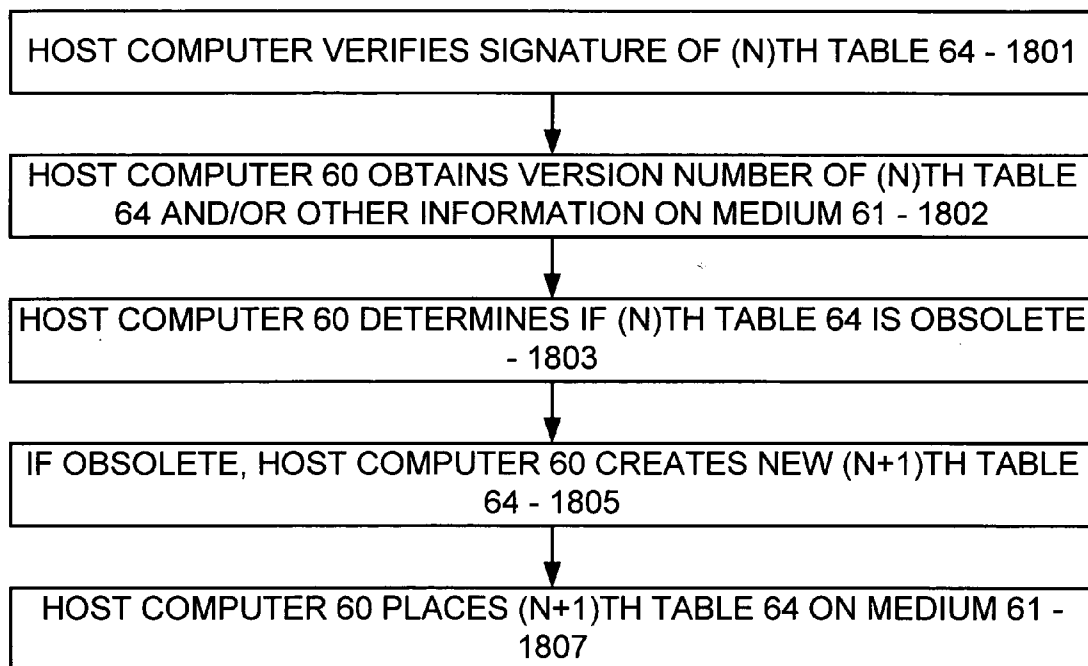 HOST COMPUTER VERIFIES SIGNATURE OF (N)TH TABLE 64 - 1801
HOST COMPUTER 60 OBTAINS VERSION NUMBER OF (N)TH TABLE
64 AND/OR OTHER INFORMATION ON MEDIUM 61 - 1802
HOST COMPUTER 60 DETERMINES IF (N)TH TABLE 64 IS OBSOLETE
- 1803
IF OBSOLETE, HOST COMPUTER 60 CREATES NEW (N+1)TH TABLE
64 - 1805
HOST COMPUTER 60 PLACES (N+1)TH TABLE 64 ON MEDIUM 61 -
1807